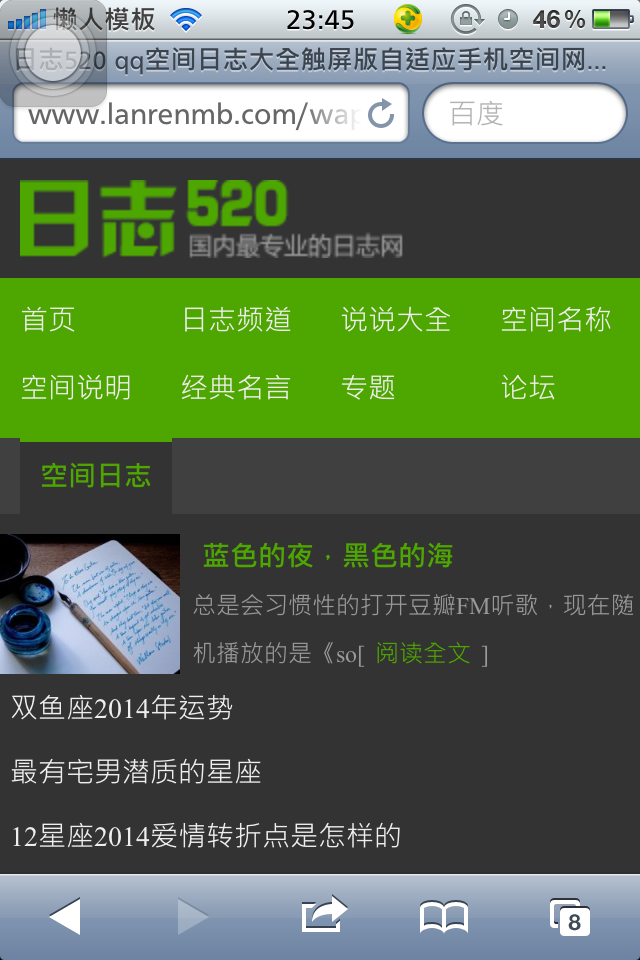 懒人模板 23:45 46%
日志520 qq空间日志大全触屏版自适应手机空间网...
www.lanrenmb.com/wap 百度
日志520
国内最专业的日志网
首页 日志频道 说说大全 空间名称
空间说明 经典名言 专题 论坛
空间日志
蓝色的夜，黑色的海
总是会习惯性的打开豆瓣FM听歌，现在随
机播放的是《so[ 阅读全文 ]
双鱼座2014年运势
最有宅男潜质的星座
12星座2014爱情转折点是怎样的
8